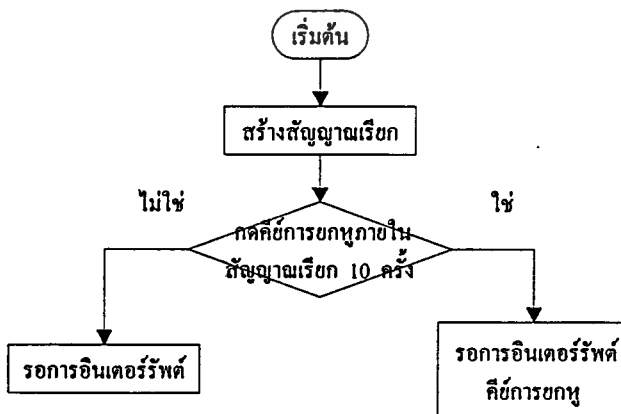 เริ่มต้น
สร้างสัญญาณเรียก
ไม่ใช่
ใช่
กดคีย์การยกหูภายใน
สัญญาณเรียก 10 ครั้ง
รอการอินเตอร์รัพต์
รอการอินเตอร์รัพต์
คีย์การยกหู